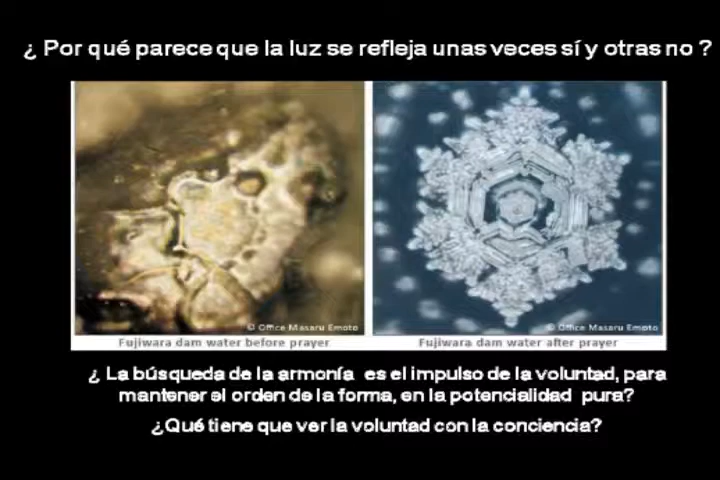 ¿ Por qué parece que la luz se refleja unas veces sí y otras no ?
© Office Masaru Emoto
© Office Masaru Emoto
Fujiwara dam water before prayer
Fujiwara dam water after prayer
¿ La búsqueda de la armonía es el impulso de la voluntad, para
mantener el orden de la forma, en la potencialidad pura?
¿Qué tiene que ver la voluntad con la conciencia?